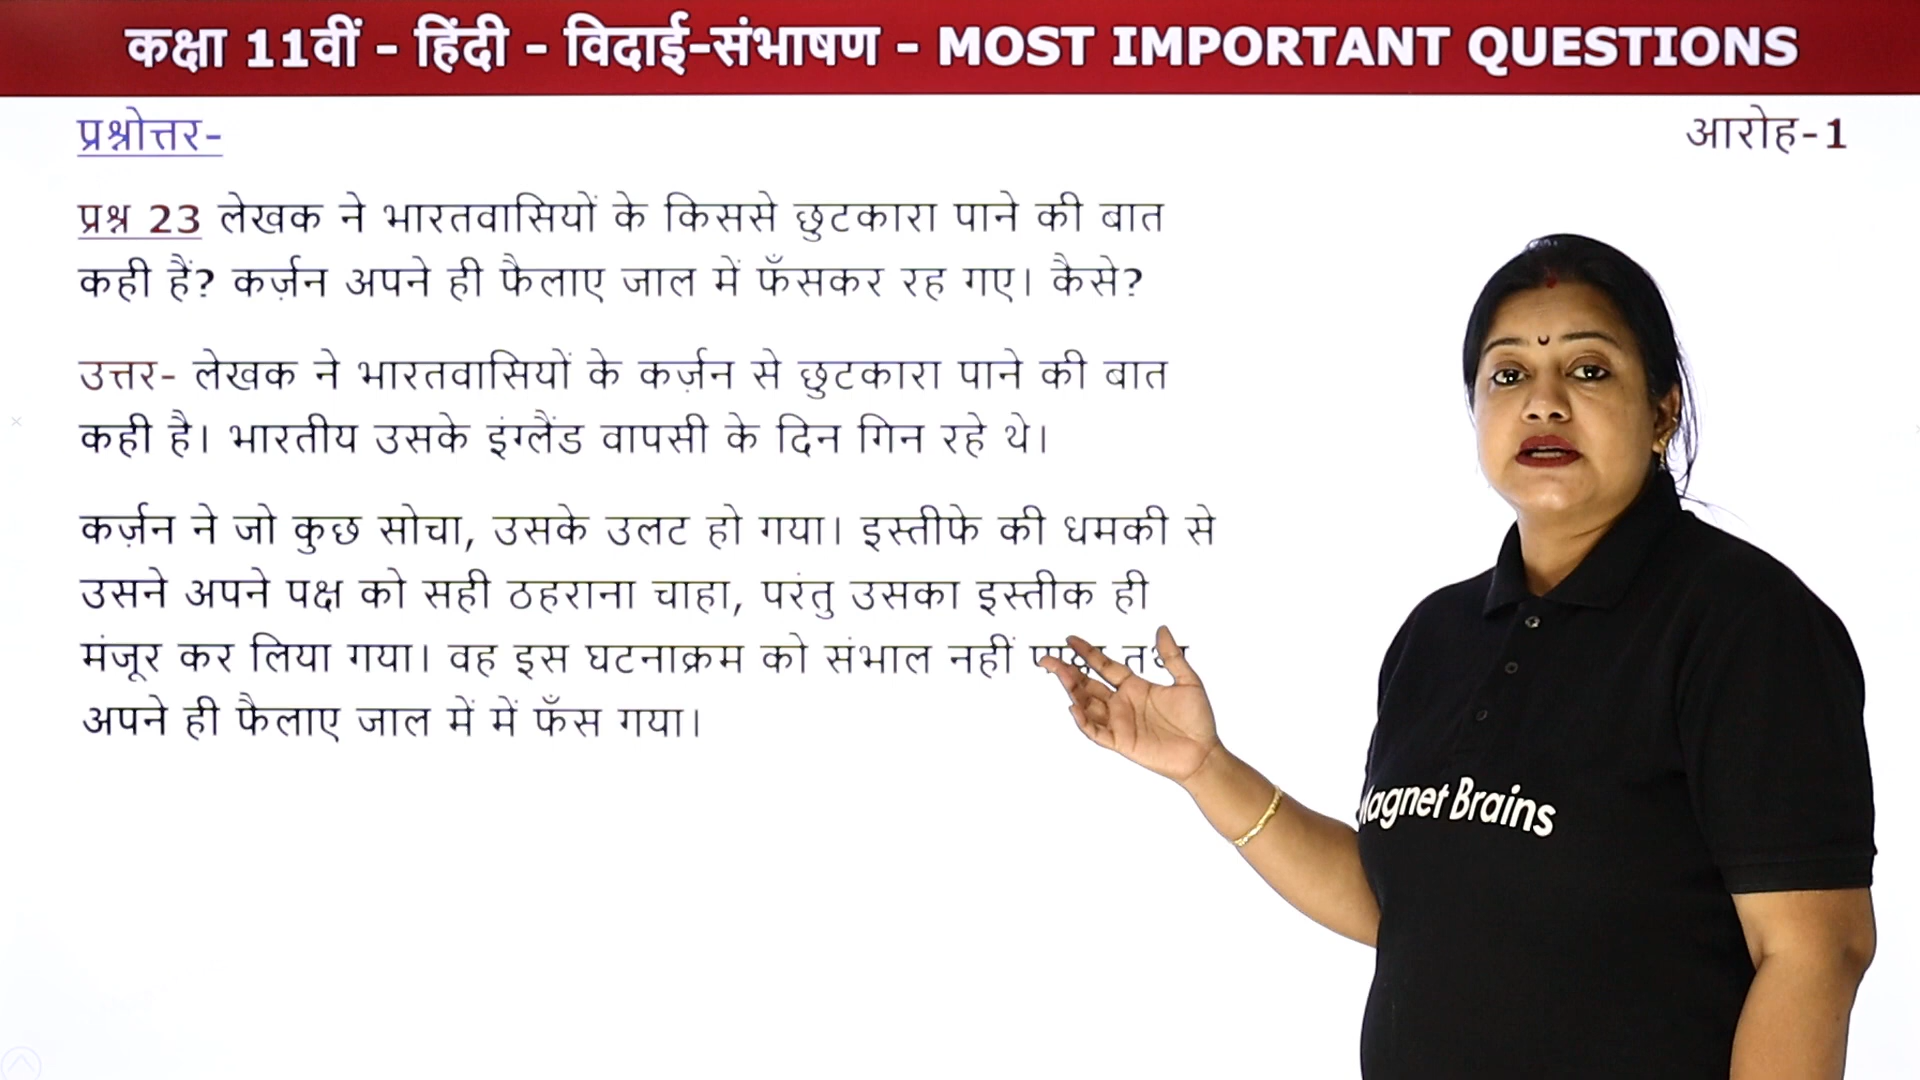 कक्षा 11वीं - हिंदी - विदाई-संभाषण - MOST IMPORTANT QUESTIONS
प्रश्नोत्तर-
आरोह-1
प्रश्न 23 लेखक ने भारतवासियों के किससे छुटकारा पाने की बात
कही हैं? कर्ज़न अपने ही फैलाए जाल में फँसकर रह गए। कैसे?
उत्तर- लेखक ने भारतवासियों के कर्ज़न से छुटकारा पाने की बात
कही है। भारतीय उसके इंग्लैंड वापसी के दिन गिन रहे थे।
कर्ज़न ने जो कुछ सोचा, उसके उलट हो गया। इस्तीफे की धमकी से
उसने अपने पक्ष को सही ठहराना चाहा, परंतु उसका इस्तीक ही
मंजूर कर लिया गया। वह इस घटनाक्रम को संभाल नहीं
अपने ही फैलाए जाल में में फँस गया।
agnet Brains